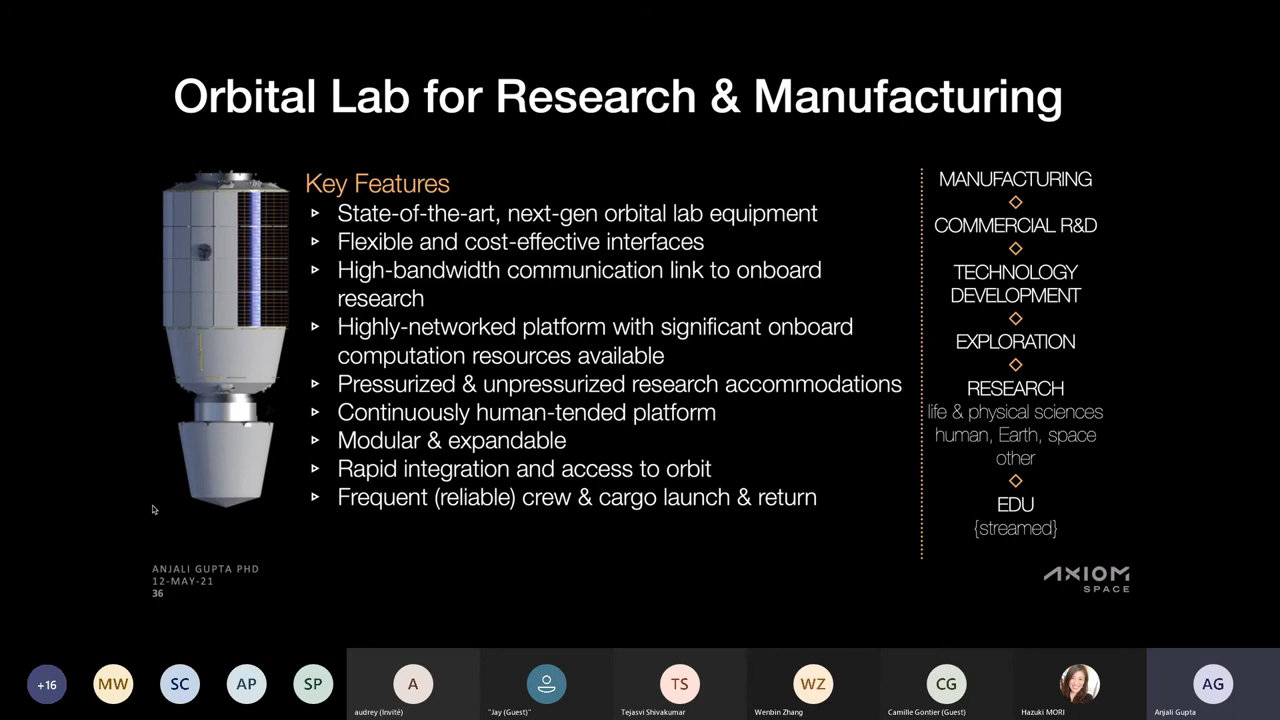 Orbital Lab for Research & Manufacturing
Key Features
State-of-the-art, next-gen orbital lab equipment
Flexible and cost-effective interfaces
High-bandwidth communication link to onboard
research
Highly-networked platform with significant onboard
computation resources available
Pressurized & unpressurized research accommodations
Continuously human-tended platform
Modular & expandable
Rapid integration and access to orbit
Frequent (reliable) crew & cargo launch & return
MANUFACTURING
COMMERCIAL R&D
TECHNOLOGY
DEVELOPMENT
EXPLORATION
RESEARCH
life & physical sciences
human, Earth, space
other
EDU
{streamed}
ANJALI GUPTA PHD
12-MAY-21
36
AXIOM
SPACE
+16
MW
SC
AP
SP
A
TS
WZ
CG
AG
audrey (Invité)
"Jay (Guest)"
Tejasvi Shivakumar
Wenbin Zhang
Camille Gontier (Guest)
Hazuki MORI
Anjali Gupta